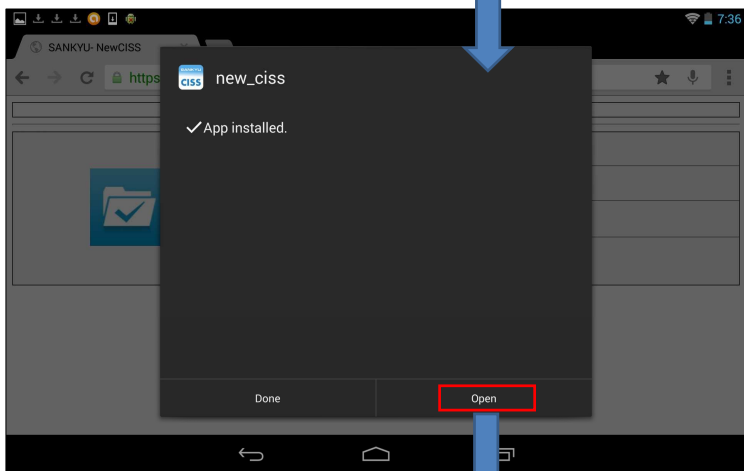 7:36
SANKYU- NewCISS
https
CISS
new_ciss
✓App installed.
Done
Open